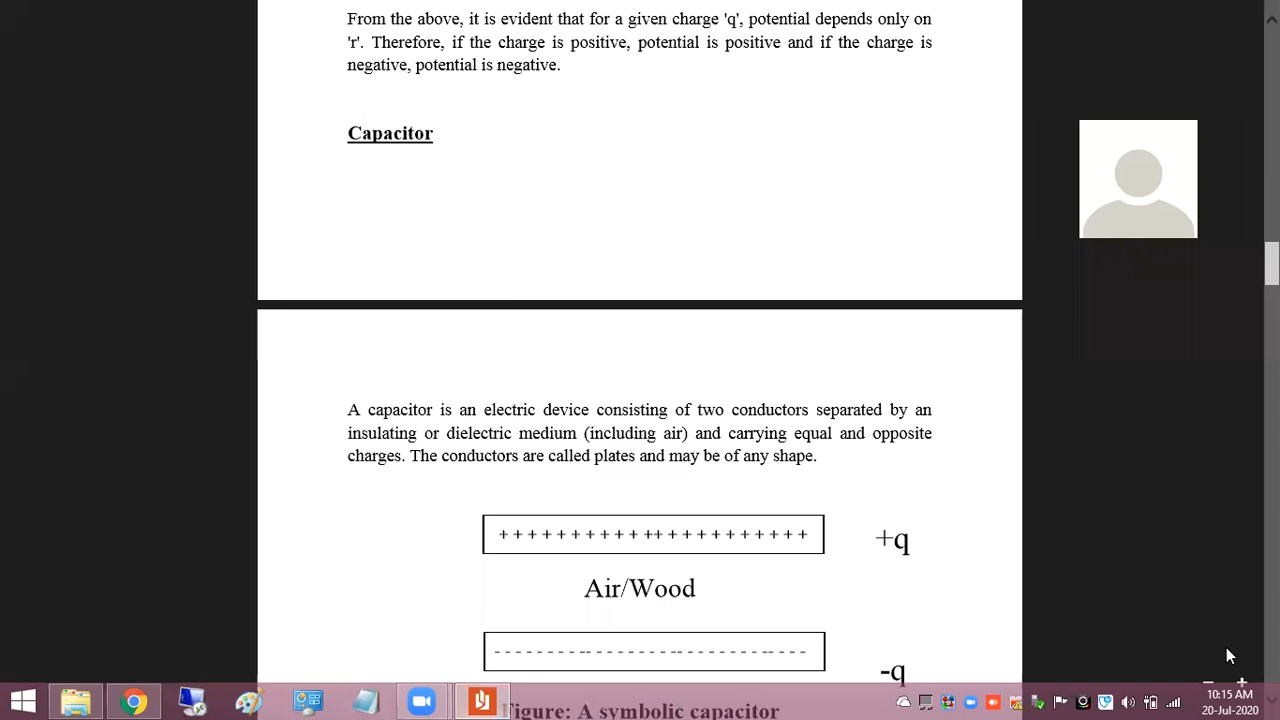 From the above, it is evident that for a given charge 'q', potential depends only on
'r'. Therefore, if the charge is positive, potential is positive and if the charge is
negative, potential is negative.
Capacitor
A capacitor is an electric device consisting of two conductors separated by an
insulating or dielectric medium (including air) and carrying equal and opposite
charges. The conductors are called plates and may be of any shape.
+ + + + + + + + + + ++ + + + + + + + + + +
+q
Air/Wood
- - - - - - - - - -- - - - - - - - - -- - - - - - - - - -- - - -
-q
Figure: A symbolic capacitor
10:15 AM
20-Jul-2020